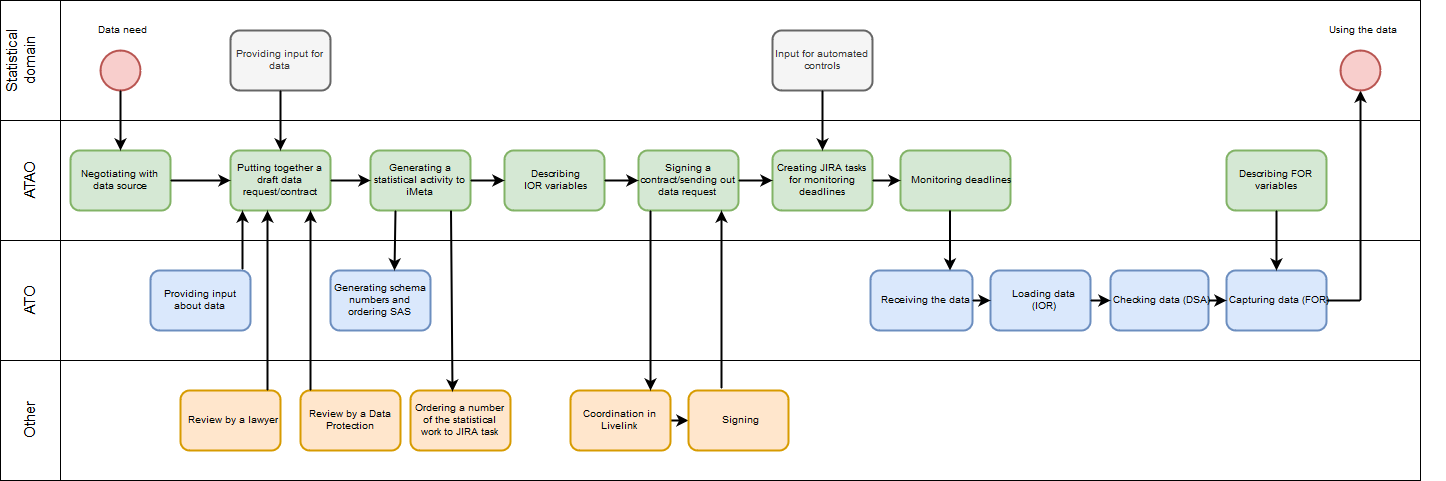 Statistical
domain
Data need
Providing input for
data
Input for automated
controls
Using the data
ATAO
Negotiating with
data source
Putting together a
draft data
request/contract
Generating a
statistical activity to
iMeta
Describing
IOR variables
Signing a
contract/sending out
data request
Creating JIRA tasks
for monitoring
deadlines
Monitoring deadlines
Describing FOR
variables
ATO
Providing input
about data
Generating schema
numbers and
ordering SAS
Receiving the data
Loading data
(IOR)
Checking data (DSA)
Capturing data (FOR)
Other
Review by a lawyer
Review by a Data
Protection
Ordering a number
of the statistical
work to JIRA task
Coordination in
Livelink
Signing